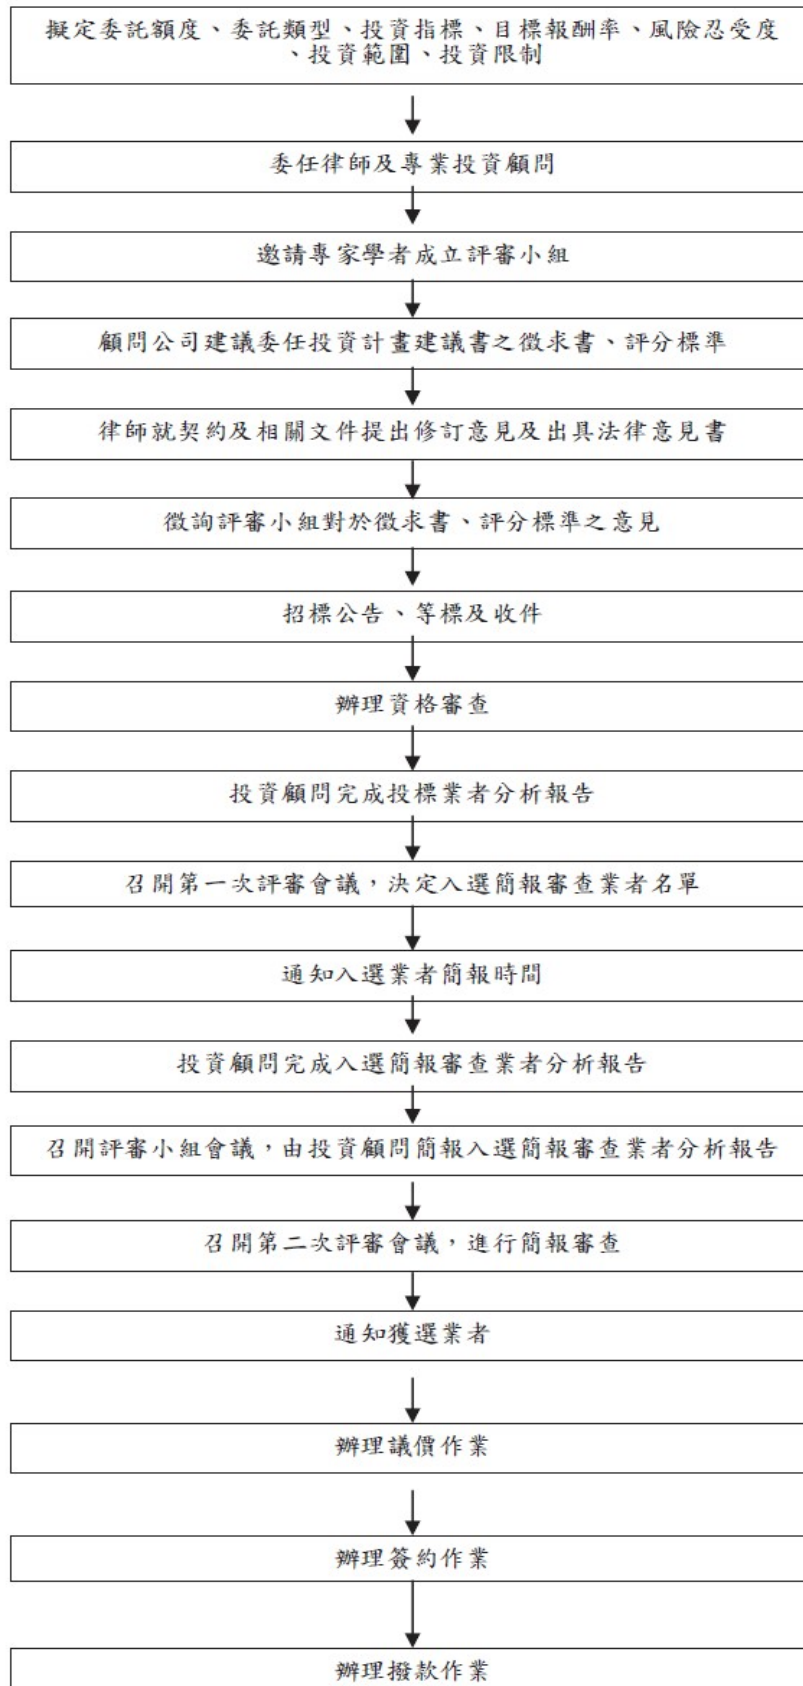 擬定委託額度、委託類型、投資指標、目標報酬率、風險忍受度
、投資範圍、投資限制
委任律師及專業投資顧問
邀請專家學者成立評審小組
顧問公司建議委任投資計畫建議書之徵求書、評分標準
律師就契約及相關文件提出修訂意見及出具法律意見書
徵詢評審小組對於徵求書、評分標準之意見
招標公告、等標及收件
辦理資格審查
投資顧問完成投標業者分析報告
召開第一次評審會議，決定入選簡報審查業者名單
通知入選業者簡報時間
投資顧問完成入選簡報審查業者分析報告
召開評審小組會議，由投資顧問簡報入選簡報審查業者分析報告
召開第二次評審會議，進行簡報審查
通知獲選業者
辦理議價作業
辦理簽約作業
辦理撥款作業